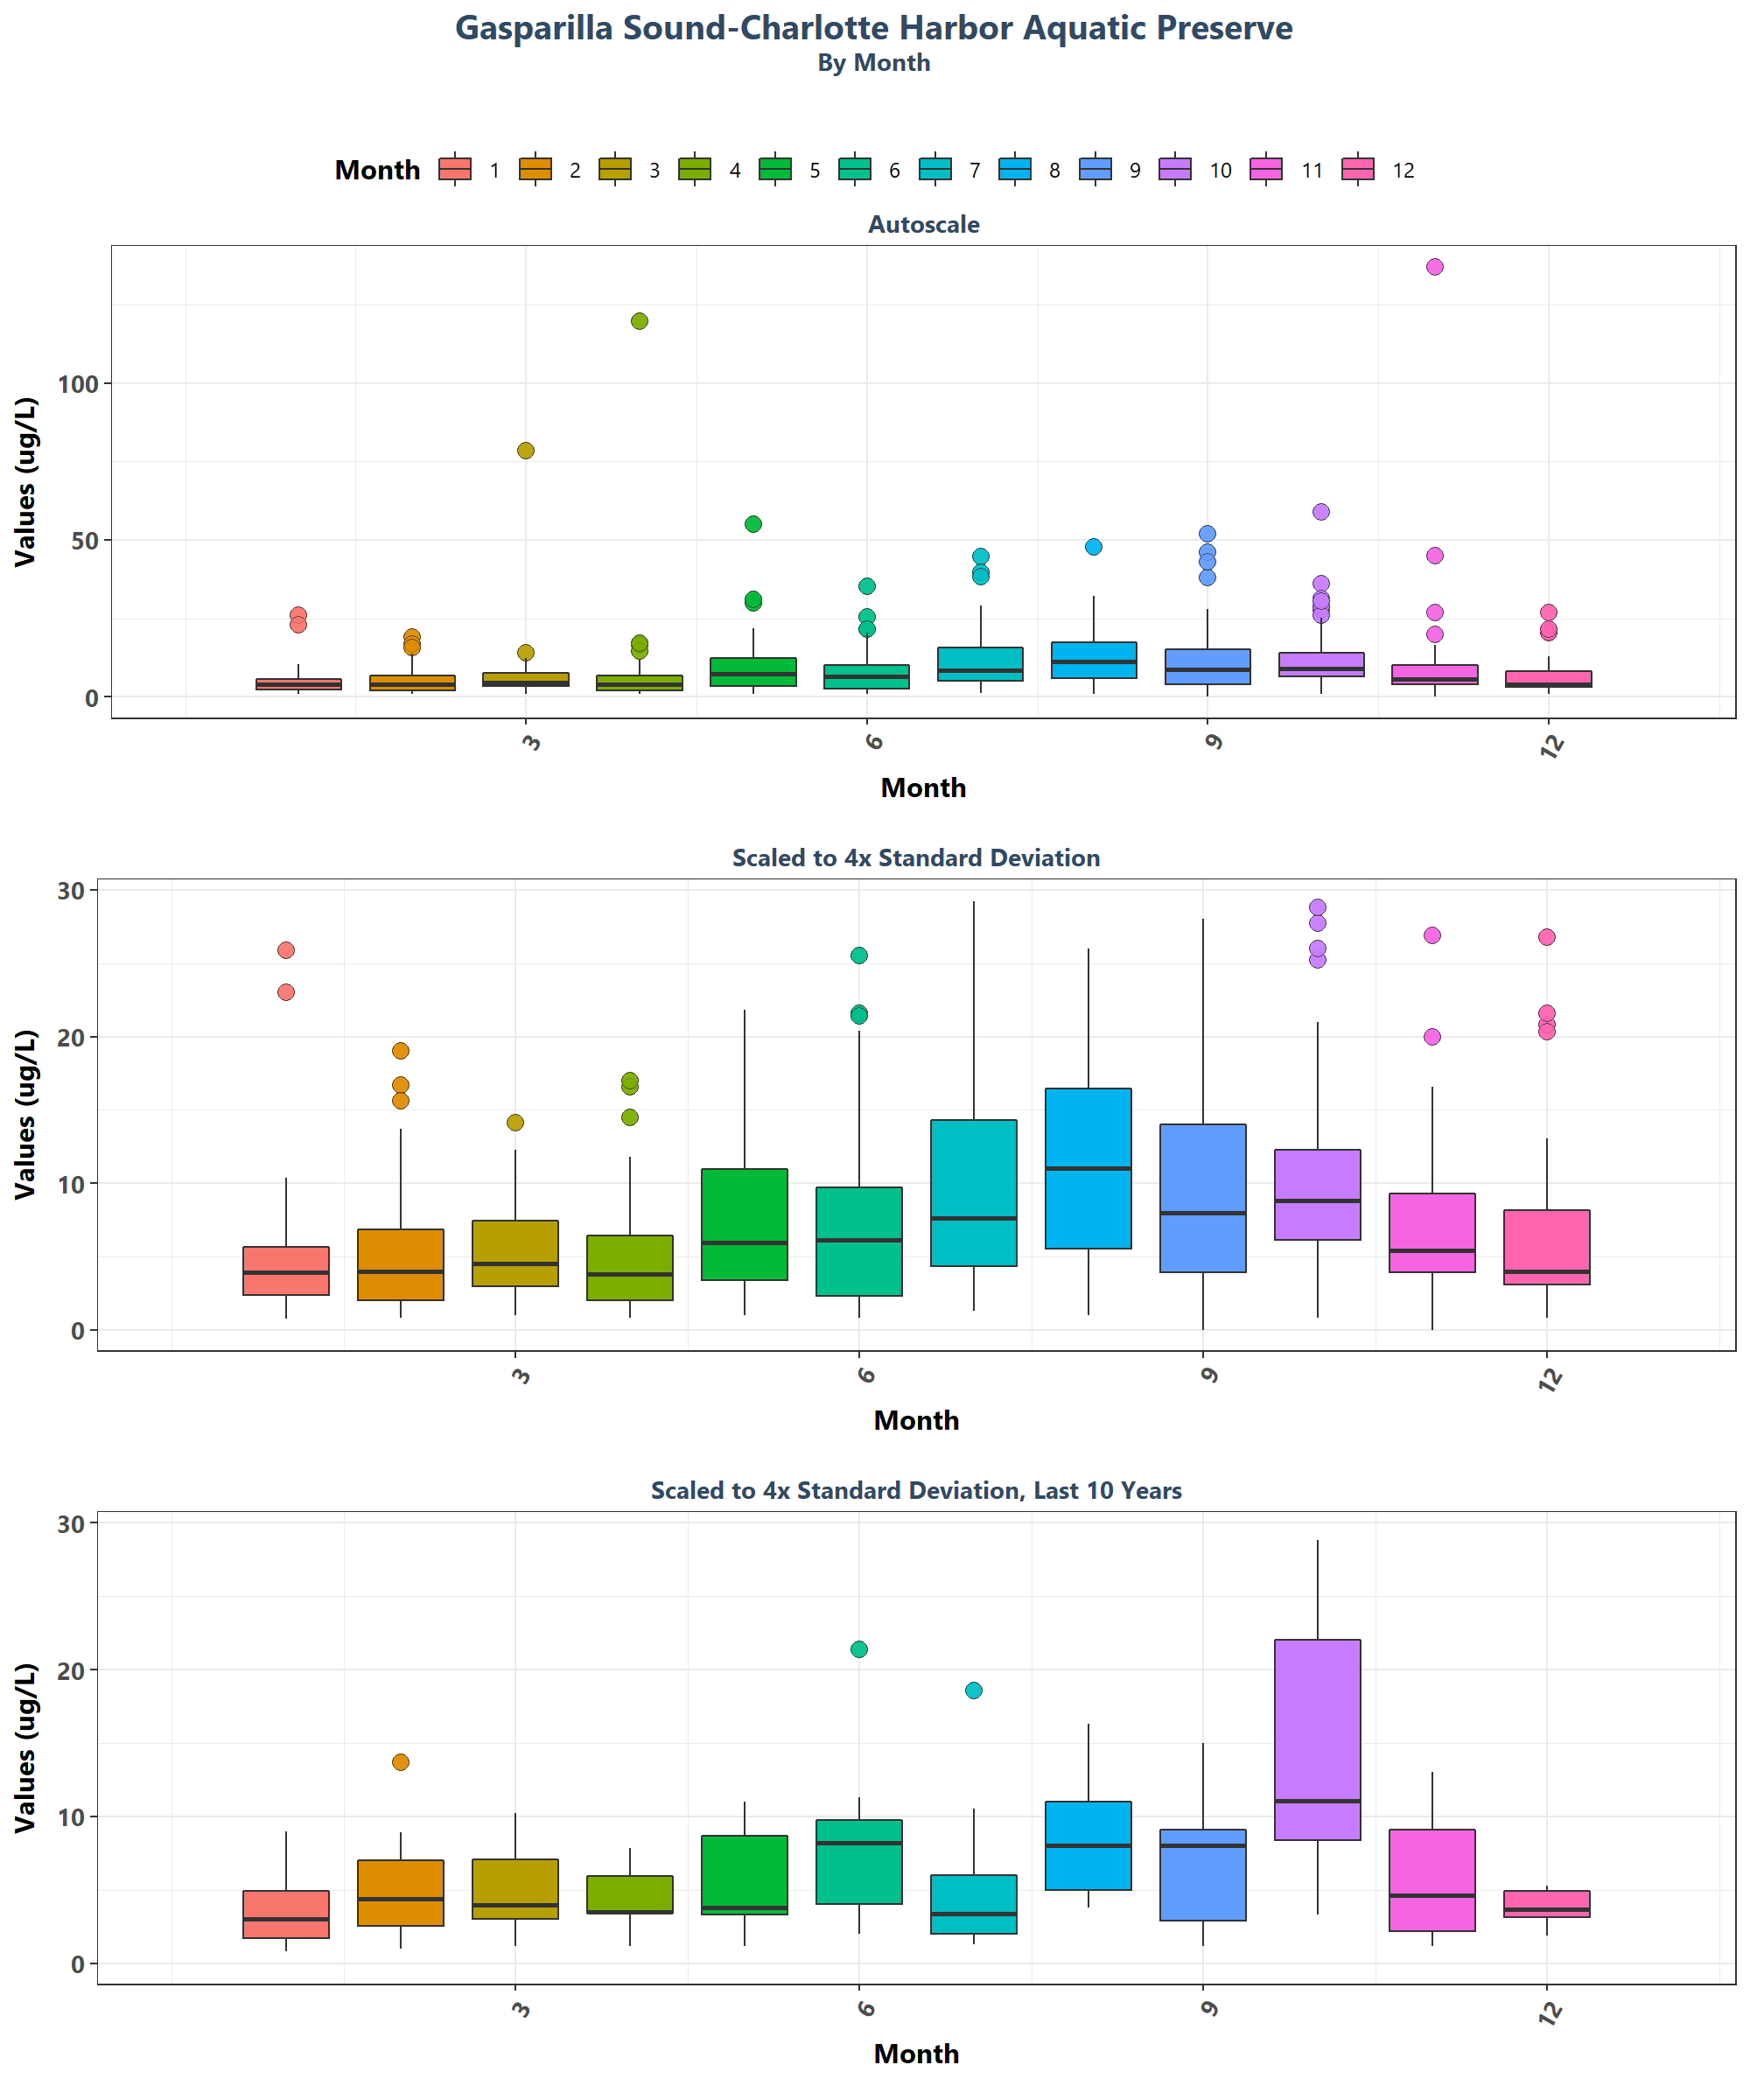 Gasparilla Sound-Charlotte Harbor Aquatic Preserve
By Month
Month 1 2 3 4 5 6 7 8 9 10 11 12
Autoscale
Values (ug/L)
100
50
0
3 6 9 12
Month
Scaled to 4x Standard Deviation
Values (ug/L)
30
20
10
0
3 6 9 12
Month
Scaled to 4x Standard Deviation, Last 10 Years
Values (ug/L)
30
20
10
0
3 6 9 12
Month